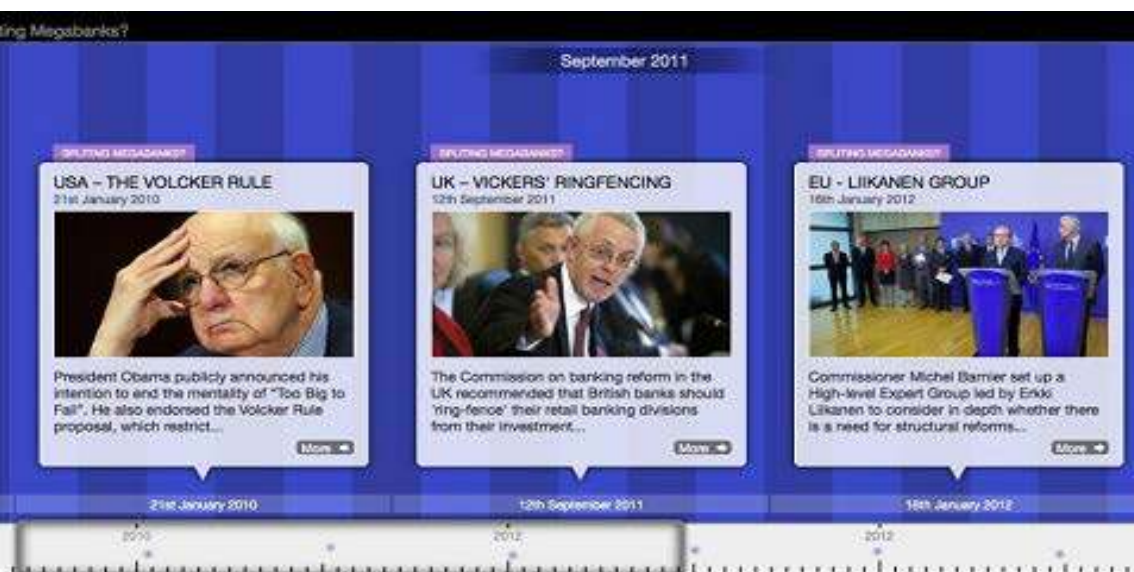 ting Megabanks?
September 2011
SPLITING MEGABANKS?
USA – THE VOLCKER RULE
21st January 2010
President Obama publicly announced his
intention to end the mentality of "Too Big to
Fail". He also endorsed the Volcker Rule
proposal, which restrict...
More
21st January 2010
SPLITING MEGABANKS?
UK – VICKERS' RINGFENCING
12th September 2011
The Commission on banking reform in the
UK recommended that British banks should
'ring-fence' their retail banking divisions
from their investment...
More
12th September 2011
SPLITING MEGABANKS?
EU - LIIKANEN GROUP
16th January 2012
Commissioner Michel Barnier set up a
High-level Expert Group led by Erkki
Liikanen to consider in depth whether there
is a need for structural reforms...
More
16th January 2012
2010
2012
2012